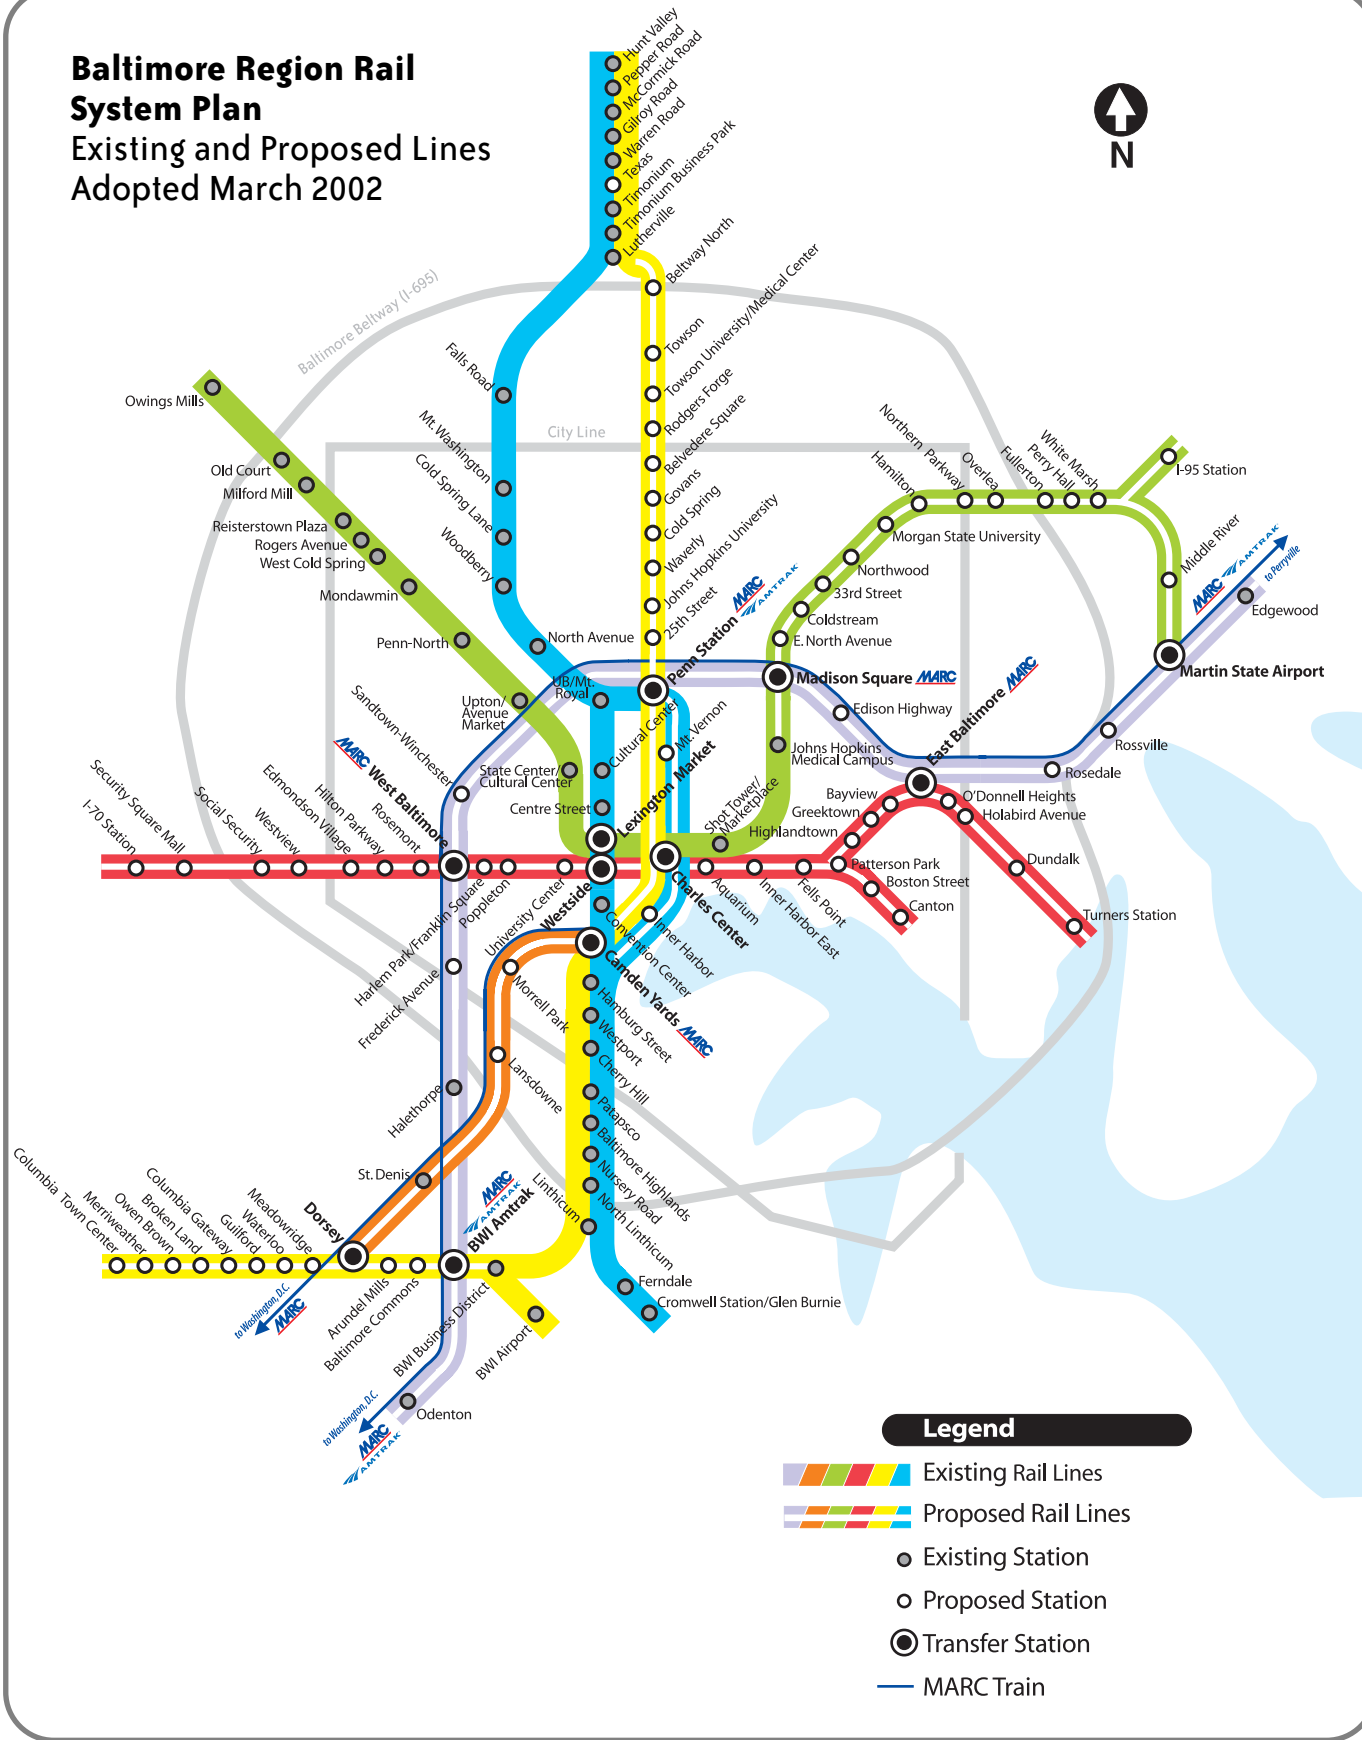 Baltimore Region Rail
System Plan
Existing and Proposed Lines
Adopted March 2002
N
Hunt Valley
Pepper Road
McCormick Road
Gilroy Road
Warren Road
Texas
Timonium
Timonium Business Park
Lutherville
Beltway North
Baltimore Beltway (I-695)
City Line
Towson
Towson University/Medical Center
Rodgers Forge
Belvedere Square
Govans
Cold Spring
Waverly
Johns Hopkins University
25th Street
Penn Station
MARC
AMTRAK
Falls Road
Mt. Washington
Cold Spring Lane
Woodberry
North Avenue
UB/Mt.
Royal
Cultural Center
Mt. Vernon
Centre Street
Lexington Market
Owings Mills
Old Court
Milford Mill
Reisterstown Plaza
Rogers Avenue
West Cold Spring
Mondawmin
Penn-North
Upton/
Avenue
Market
State Center/
Cultural Center
Hamilton
Northern Parkway
Overlea
Fullerton
Perry Hall
White Marsh
I-95 Station
Middle River
MARC
AMTRAK
to Perryville
Edgewood
Martin State Airport
Morgan State University
Northwood
33rd Street
Coldstream
E. North Avenue
Madison Square
MARC
Edison Highway
East Baltimore
MARC
Rossville
Rosedale
Johns Hopkins
Medical Campus
Shot Tower/
Marketplace
Bayview
Greektown
Highlandtown
O'Donnell Heights
Holabird Avenue
Dundalk
Turners Station
Patterson Park
Boston Street
Canton
Fells Point
Inner Harbor East
Aquarium
Charles Center
Inner Harbor
Sandtown-Winchester
MARC
West Baltimore
I-70 Station
Security Square Mall
Social Security
Westview
Edmondson Village
Hilton Parkway
Rosemont
Harlem Park/Franklin Square
Poppleton
University Center
Westside
Convention Center
Camden Yards
MARC
Frederick Avenue
Morrell Park
Lansdowne
Halethorpe
St. Denis
Hamburg Street
Westport
Cherry Hill
Patapsco
Baltimore Highlands
Nursery Road
North Linthicum
Linthicum
Ferndale
Cromwell Station/Glen Burnie
Columbia Town Center
Merriweather
Owen Brown
Broken Land
Columbia Gateway
Guilford
Waterloo
Meadowridge
Dorsey
Arundel Mills
Baltimore Commons
BWI Amtrak
MARC
AMTRAK
BWI Business District
BWI Airport
to Washington, D.C.
MARC
Odenton
to Washington, D.C.
MARC
AMTRAK
Legend
Existing Rail Lines
Proposed Rail Lines
Existing Station
Proposed Station
Transfer Station
MARC Train